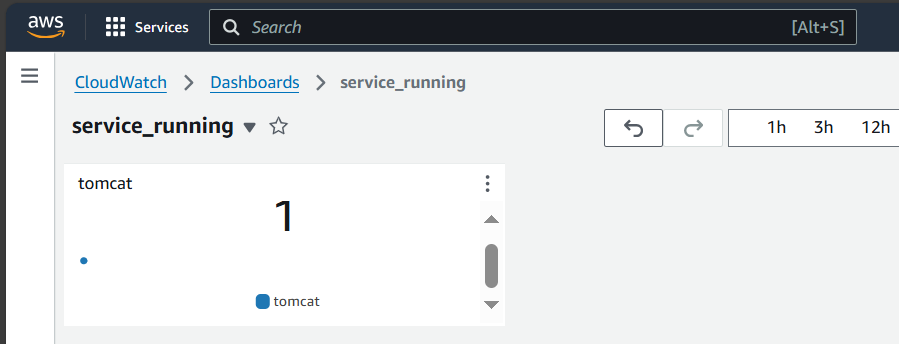 aws
Services
Search
[Alt+S]
CloudWatch > Dashboards > service_running
service_running
1h 3h 12h
tomcat
1
tomcat